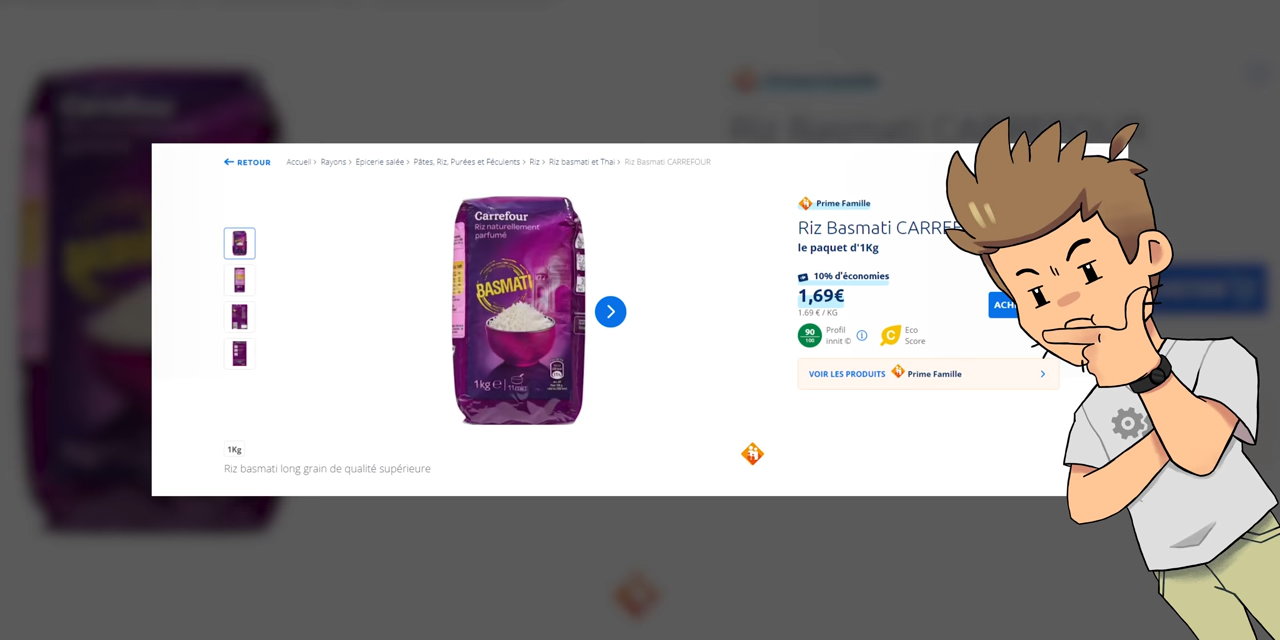 RETOUR
Accueil > Rayons > Epicerie salée > Pâtes, Riz, Purées et Féculents > Riz > Riz basmati et Thaï > Riz Basmati CARREFOUR
Carrefour
Riz naturellement
parfumé
BASMATI
1kg e
11
1Kg
Riz basmati long grain de qualité supérieure
Prime Famille
Riz Basmati CARREF
le paquet d'1Kg
10% d'économies
1,69€
1.69 € / KG
ACH
90
100
Profil
innit ©
C
Eco
Score
VOIR LES PRODUITS Prime Famille